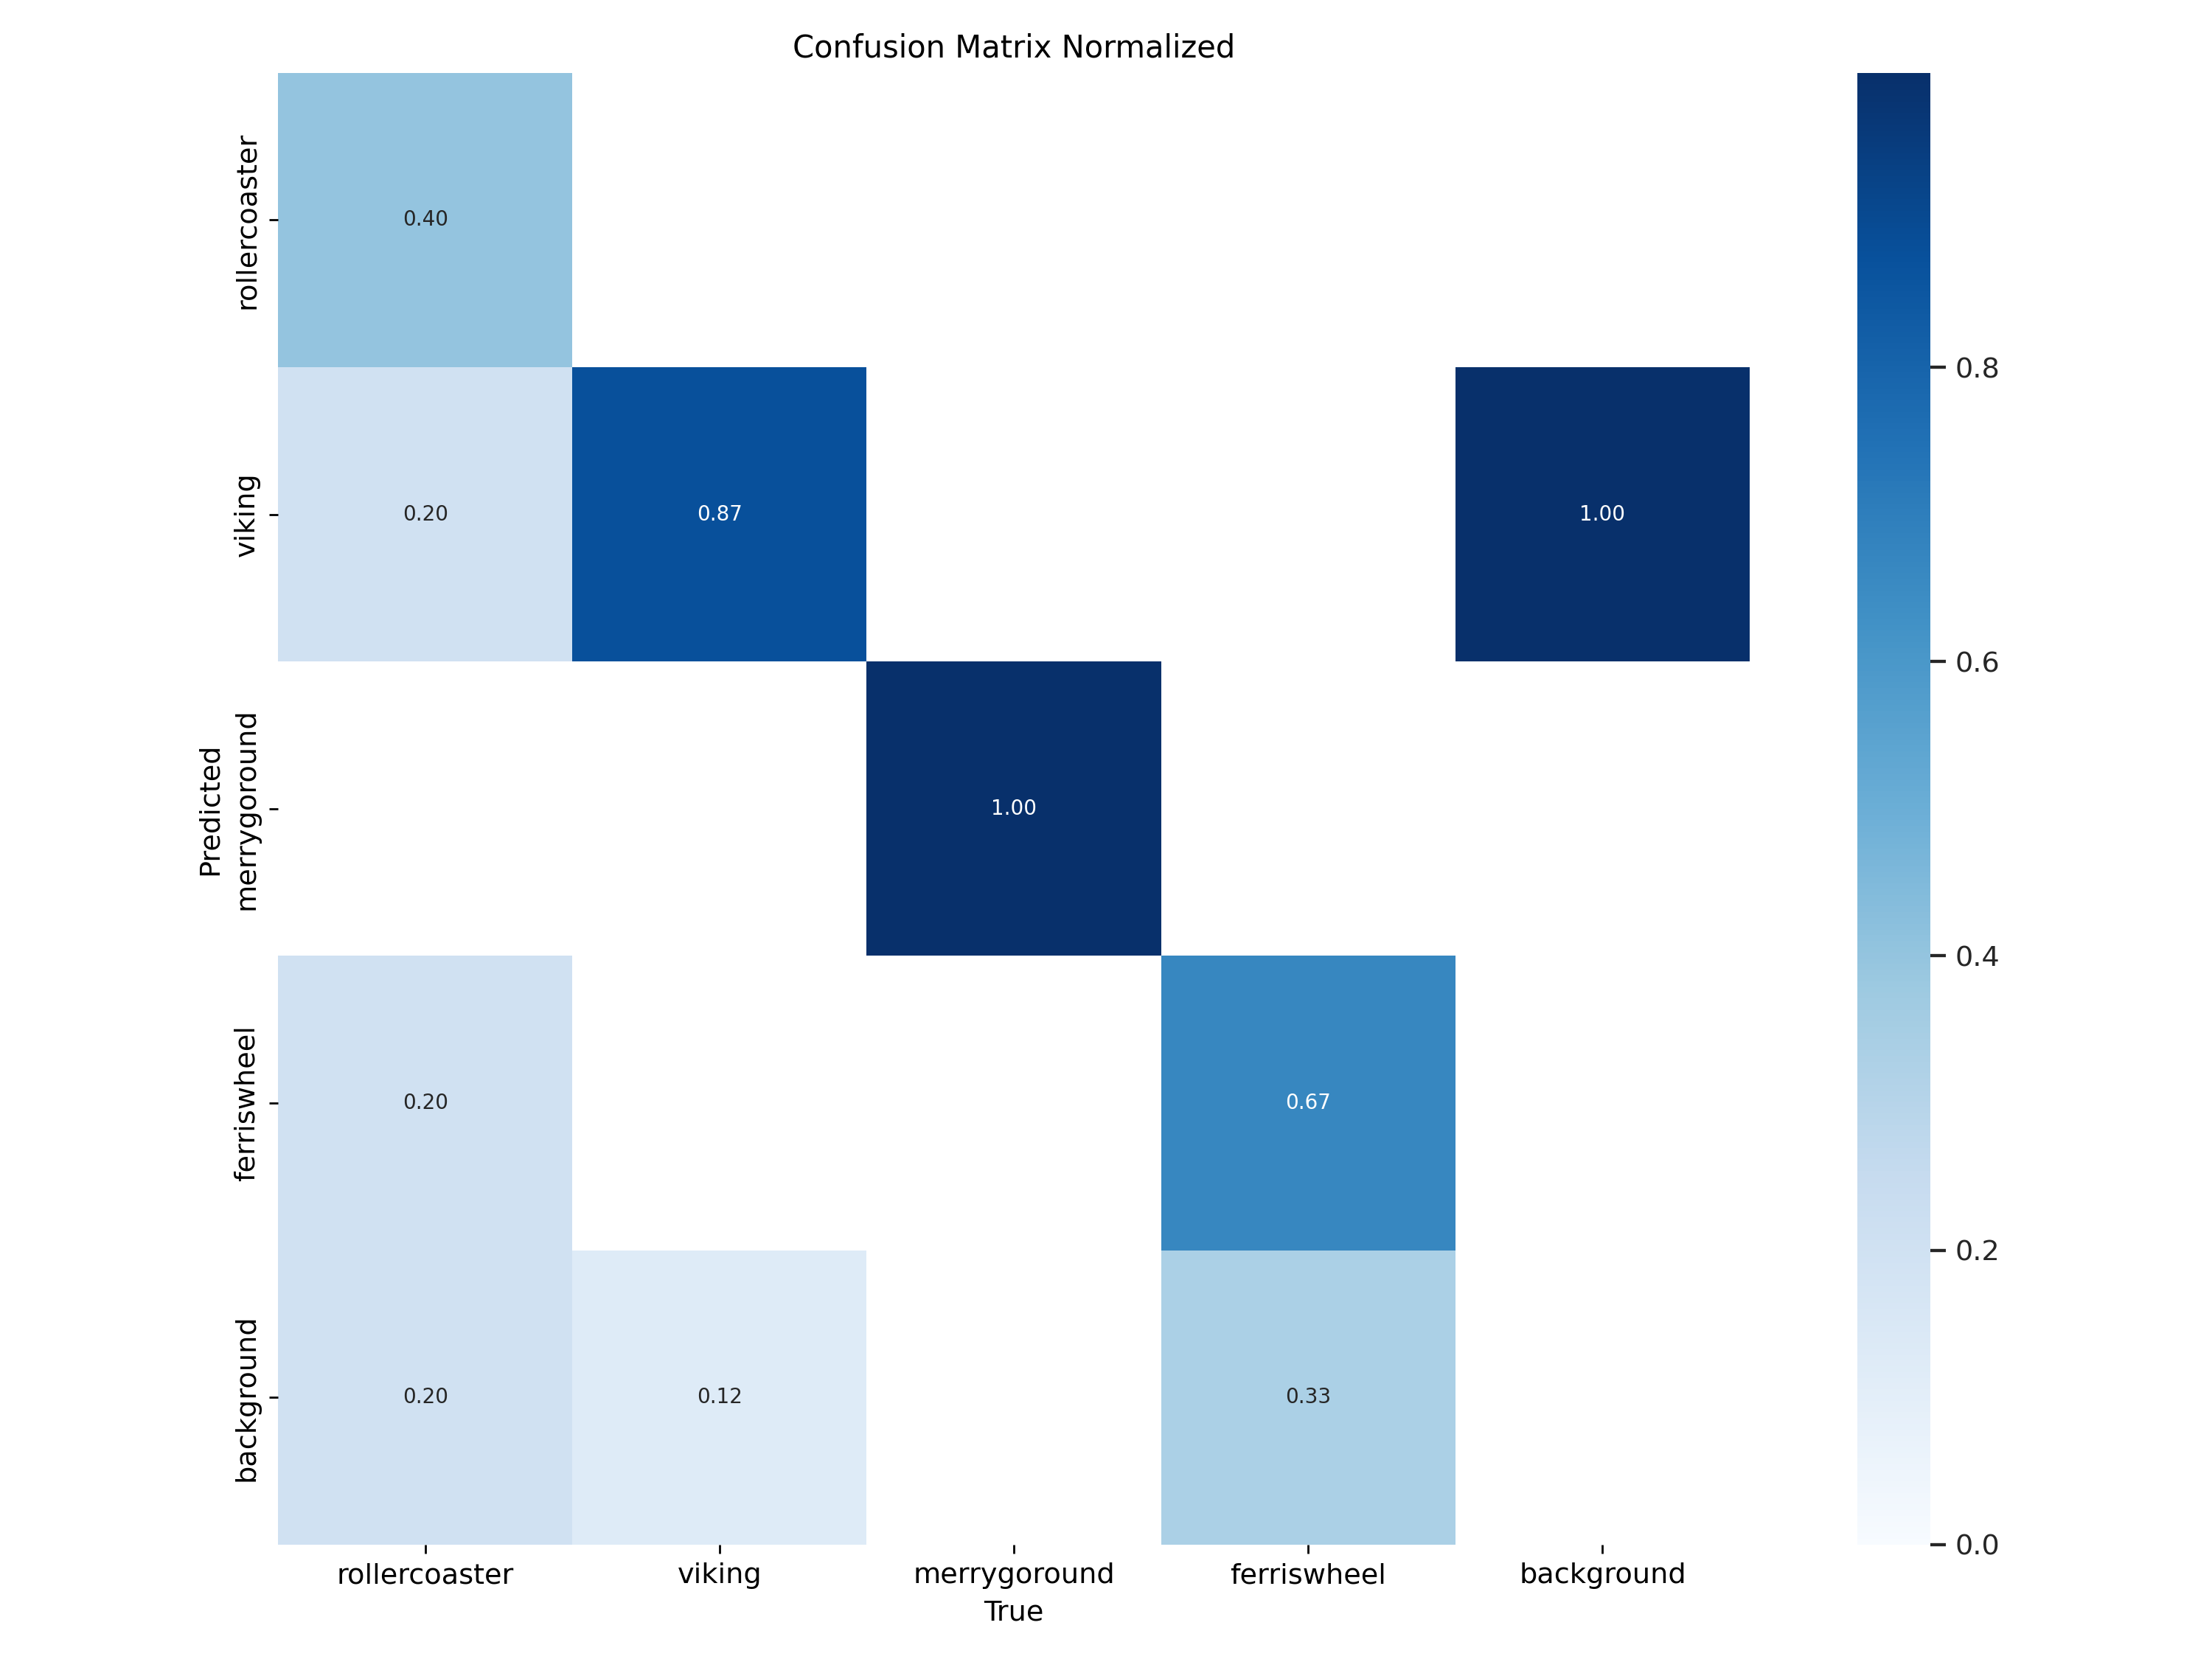 Confusion Matrix Normalized
rollercoaster
0.40
viking
0.20
0.87
1.00
0.8
0.6
Predicted
merrygoround
1.00
0.4
ferriswheel
0.20
0.67
0.2
background
0.20
0.12
0.33
0.0
rollercoaster
viking
merrygoround
ferriswheel
background
True